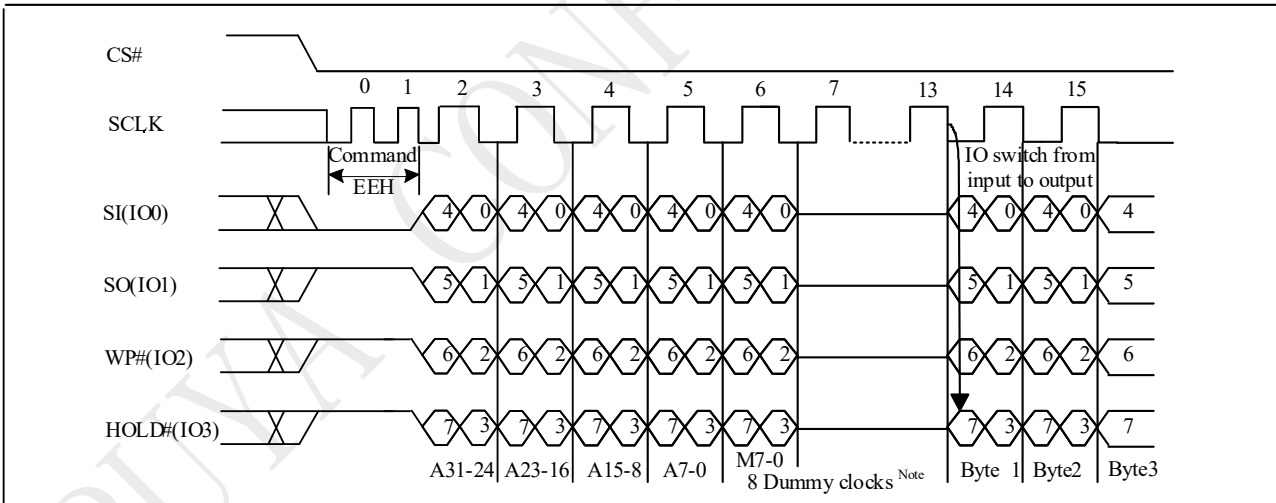 CS#
0 1 2 3 4 5 6 7 13 14 15
SCLK
Command
EEH
IO switch from
input to output
SI(IO0) 4 0 4 0 4 0 4 0 4 0 4 0 4 0 4
SO(IO1) 5 1 5 1 5 1 5 1 5 1 5 1 5 1 5
WP#(IO2) 6 2 6 2 6 2 6 2 6 2 6 2 6 2 6
HOLD#(IO3) 7 3 7 3 7 3 7 3 7 3 7 3 7 3 7
A31-24 A23-16 A15-8 A7-0 M7-0 Byte 1 Byte2 Byte3
8 Dummy clocks Note